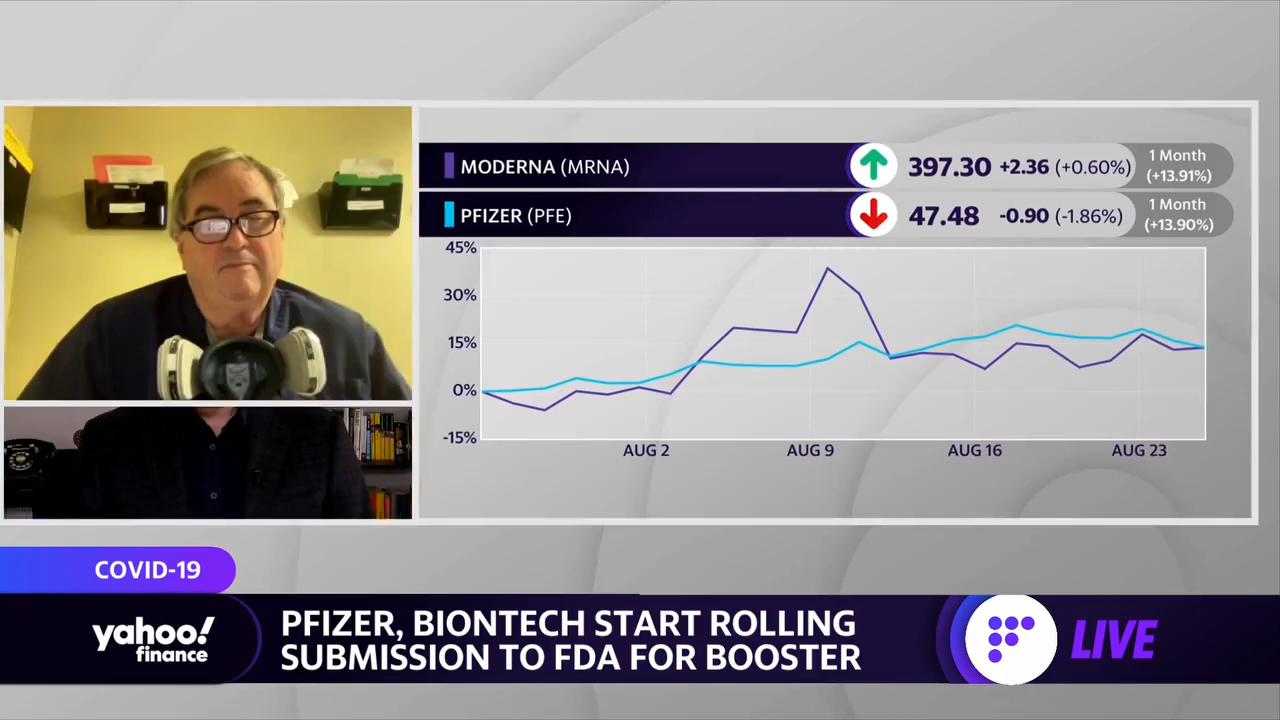 MODERNA (MRNA) 397.30 +2.36 (+0.60%) 1 Month (+13.91%)
PFIZER (PFE) 47.48 -0.90 (-1.86%) 1 Month (+13.90%)
45%
30%
15%
0%
-15%
AUG 2 AUG 9 AUG 16 AUG 23
COVID-19
yahoo! finance
PFIZER, BIONTECH START ROLLING
SUBMISSION TO FDA FOR BOOSTER
LIVE